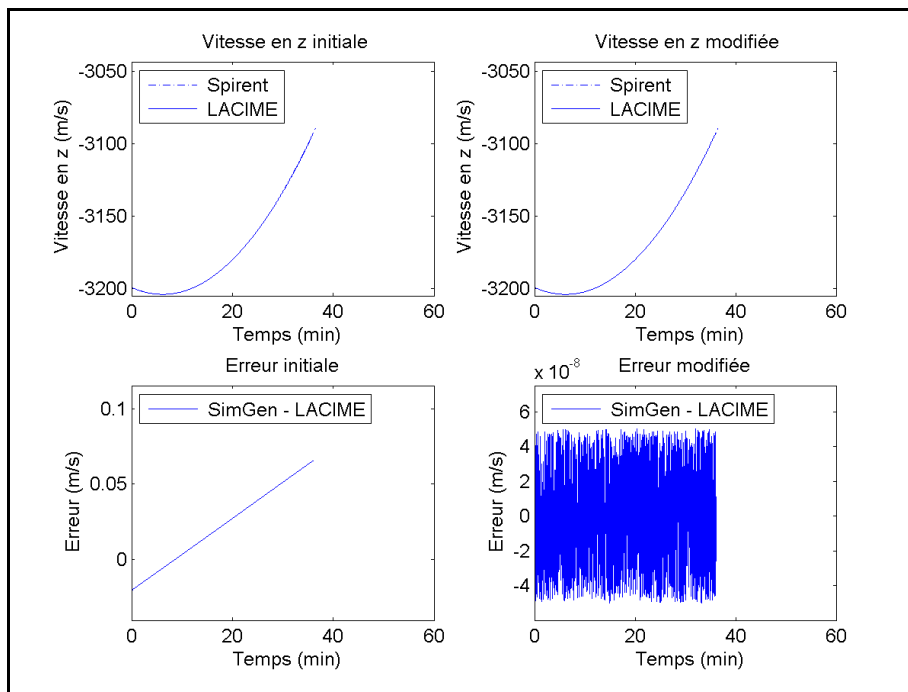 Vitesse en z initiale
Vitesse en z (m/s)
-3050
-3100
-3150
-3200
Spirent
LACIME
0
20
40
60
Temps (min)
Vitesse en z modifiée
Vitesse en z (m/s)
-3050
-3100
-3150
-3200
Spirent
LACIME
0
20
40
60
Temps (min)
Erreur initiale
Erreur (m/s)
0.1
0.05
0
SimGen - LACIME
0
20
40
60
Temps (min)
Erreur modifiée
x 10^-8
Erreur (m/s)
6
4
2
0
-2
-4
SimGen - LACIME
0
20
40
60
Temps (min)